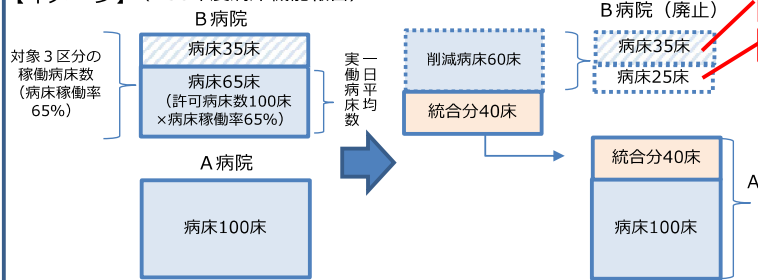 B病院
病床35床
対象３区分の
稼働病床数
（病床稼働率
65%）
病床65床
（許可病床数100床
×病床稼働率65%）
一日平均
実働病床数
A病院
病床100床
削減病床60床
統合分40床
B病院（廃止）
病床35床
病床25床
統合分40床
病床100床
A